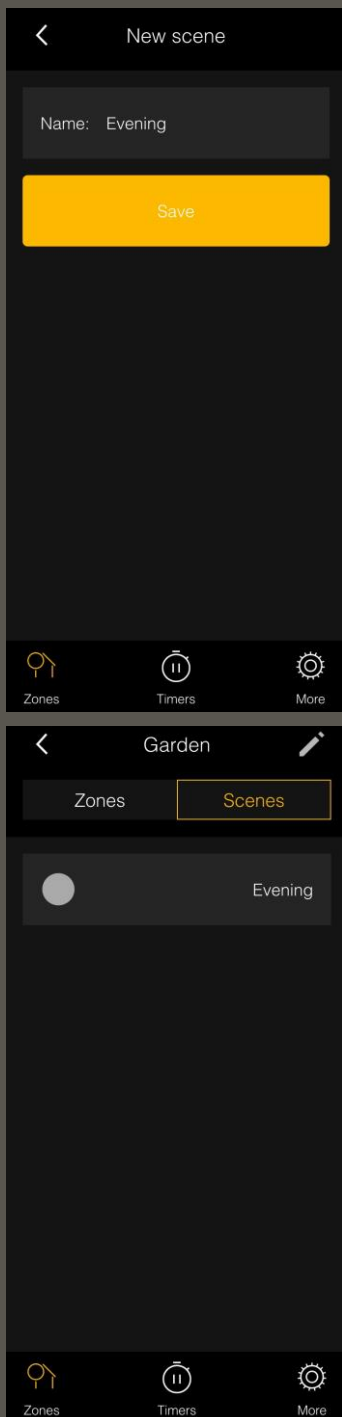 New scene
Name: Evening
Save
Zones Timers More
Garden
Zones Scenes
Evening
Zones Timers More